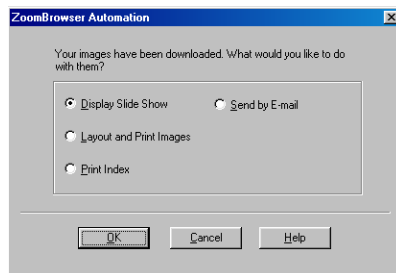 ZoomBrowser Automation
Your images have been downloaded. What would you like to do
with them?
Display Slide Show
Send by E-mail
Layout and Print Images
Print Index
OK
Cancel
Help